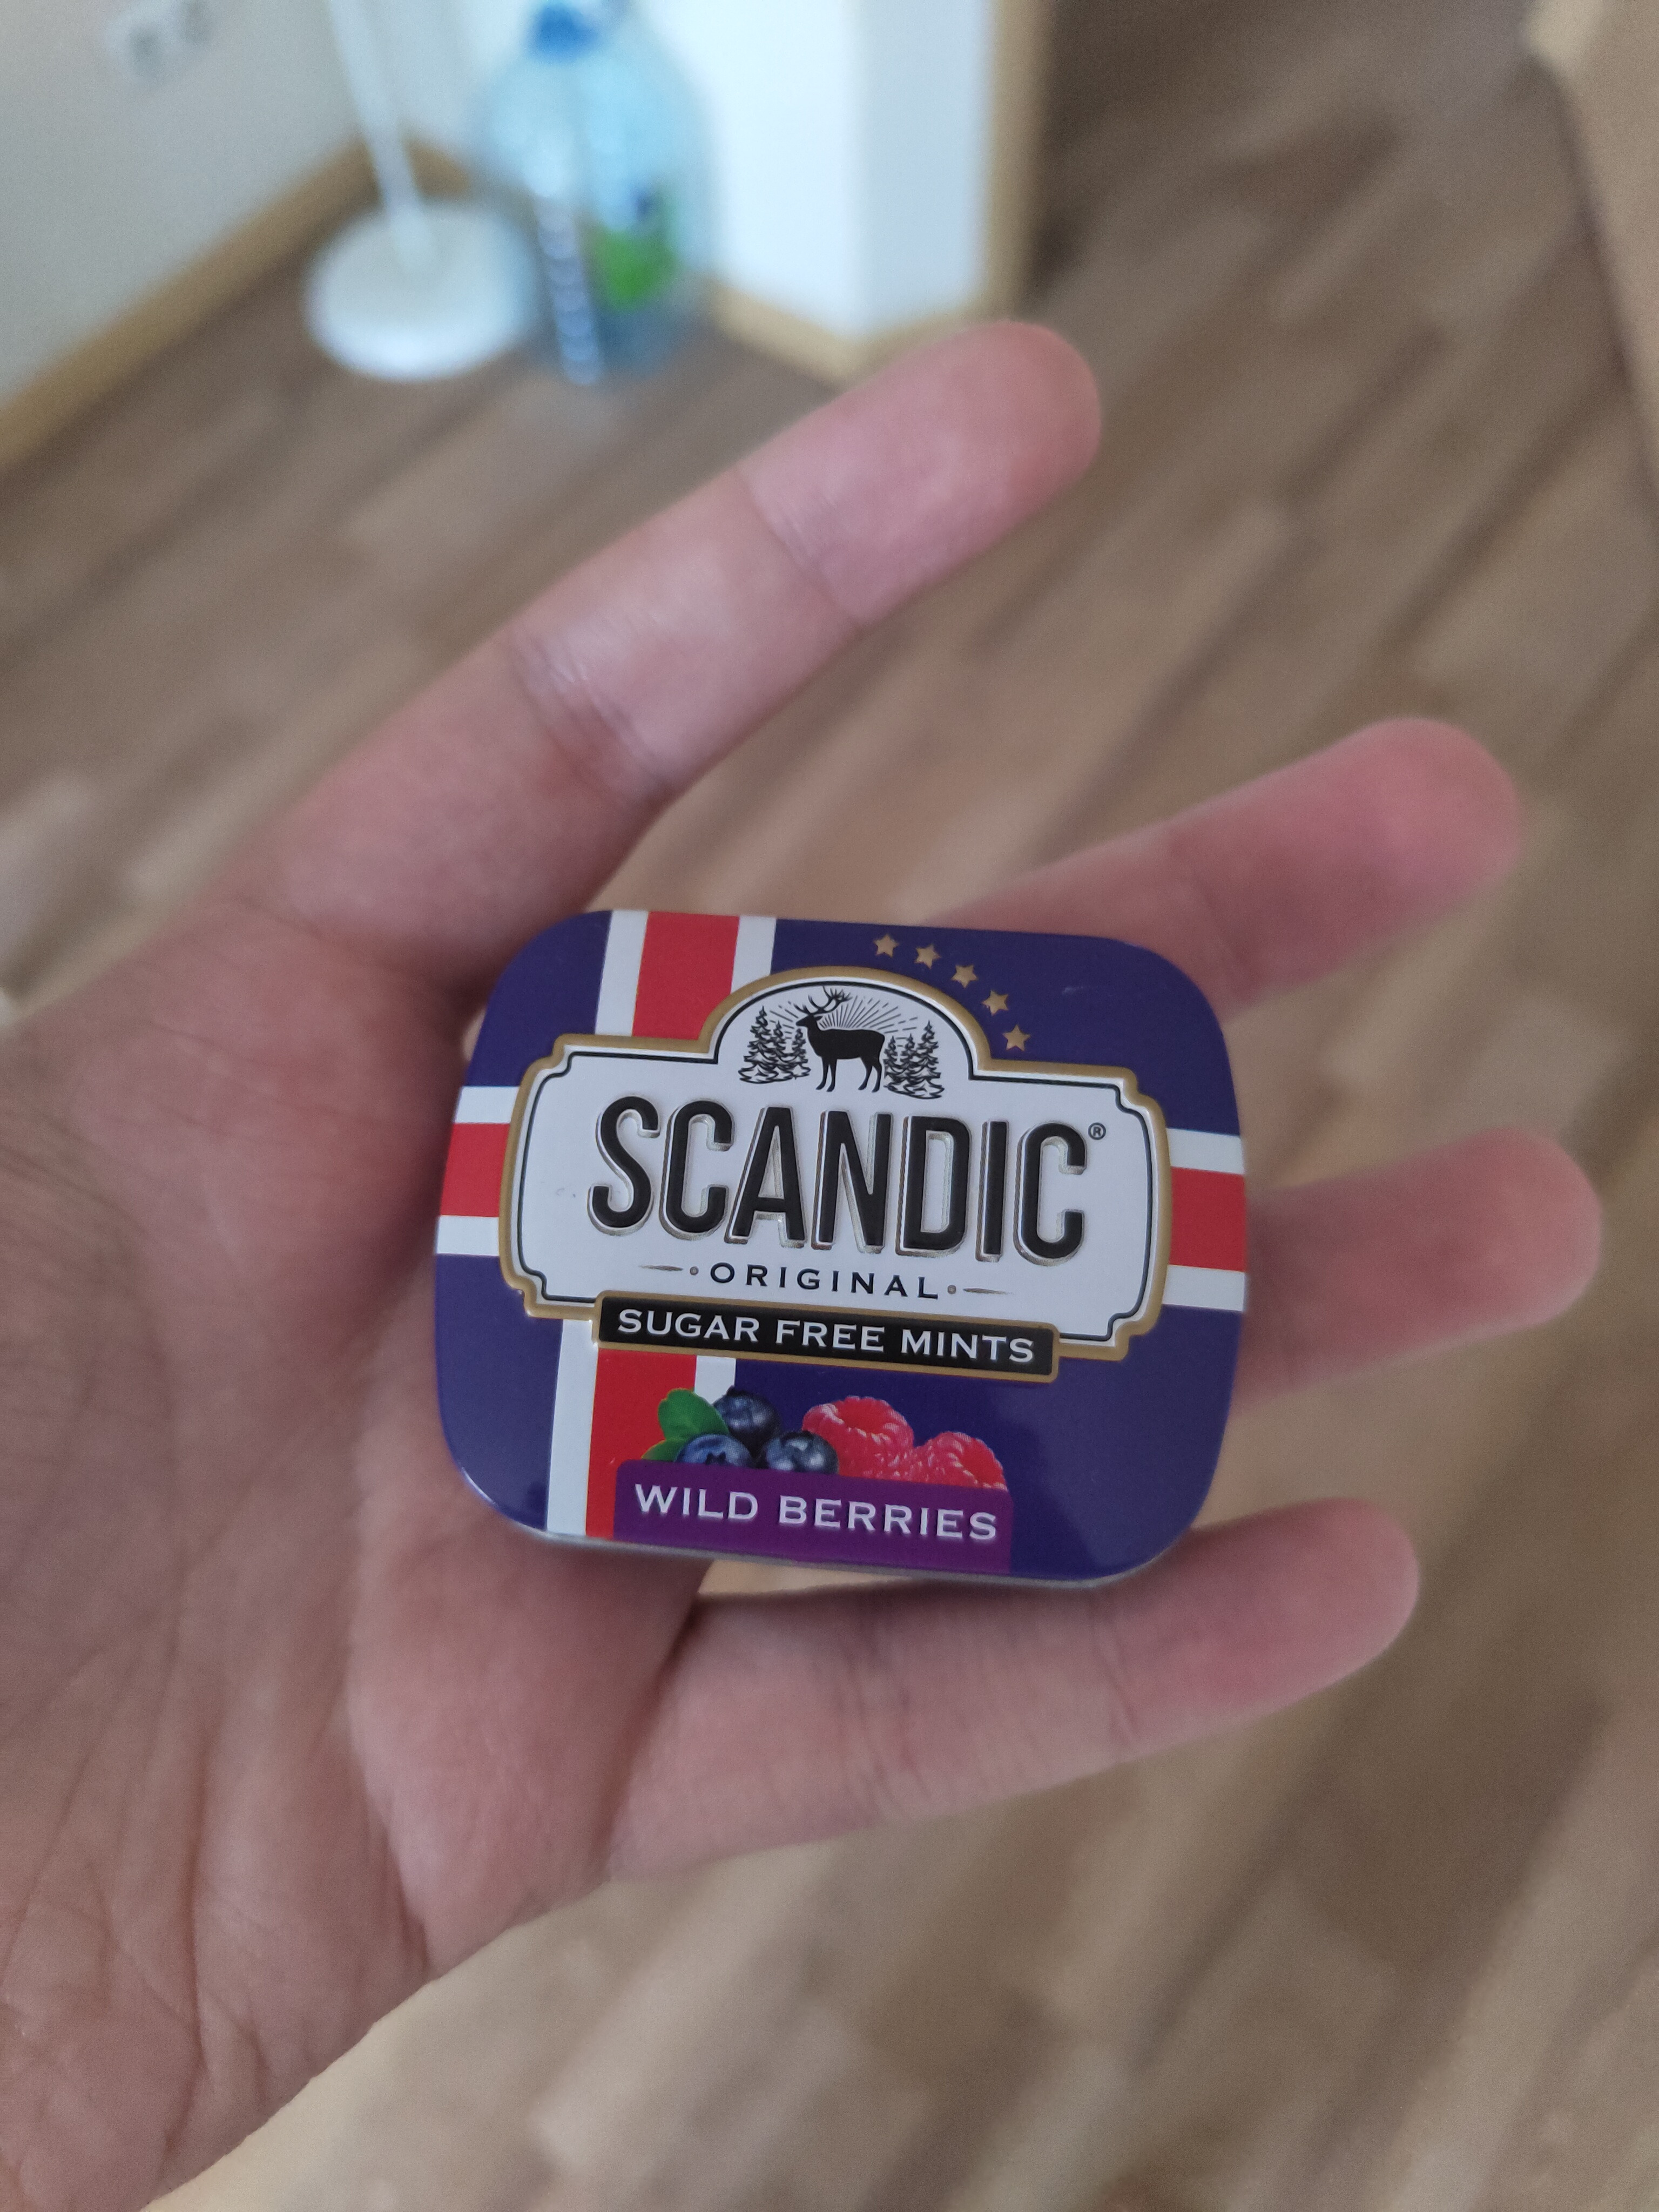 SCANDIC®
ORIGINAL
SUGAR FREE MINTS
WILD BERRIES